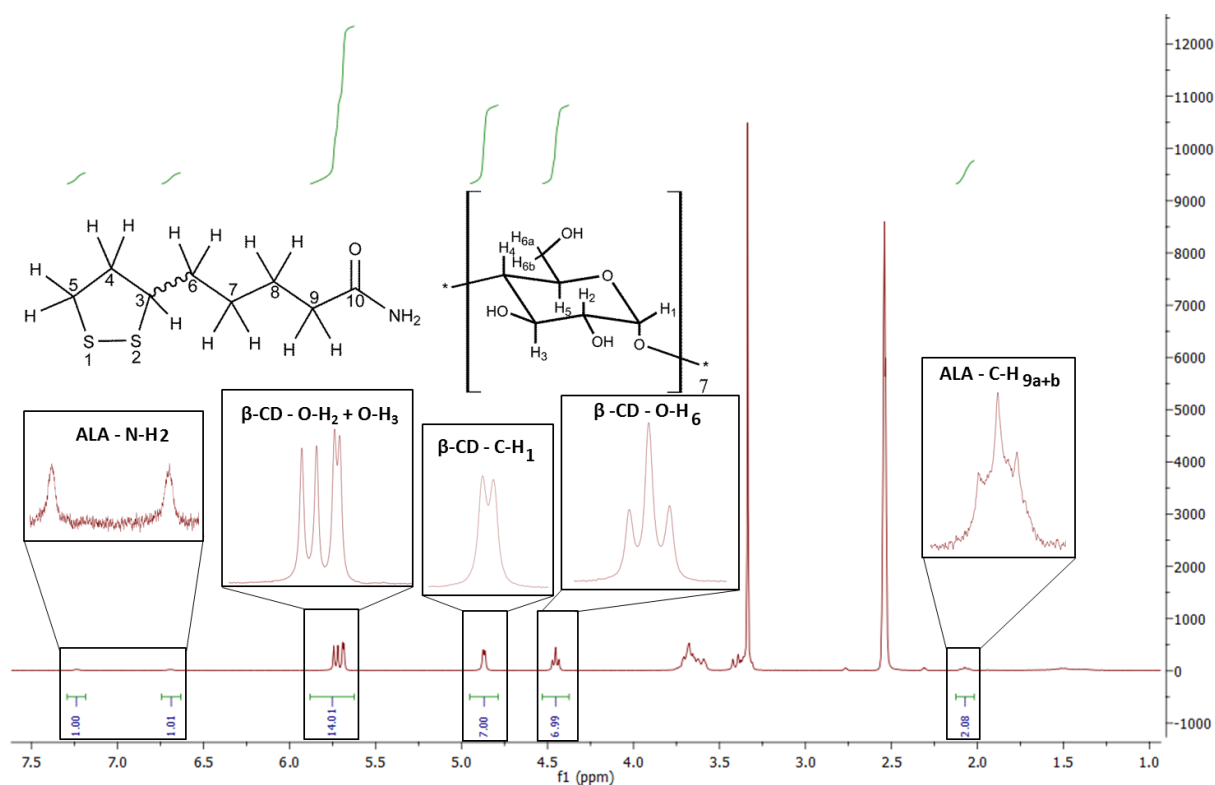 12000
11000
10000
9000
8000
7000
6000
5000
4000
3000
2000
1000
0
-1000
H H H H H H O
H 4 5 6 7 8 9 10
H 3 H NH₂
S S H H H H
1 2
H6a OH
H4 H6b
O
* H2 H1
HO H5
H3 OH O *
7
ALA - N-H2
β-CD - O-H2 + O-H3
β-CD - C-H1
β-CD - O-H6
ALA - C-H9a+b
1.00
1.01
14.01
7.00
6.99
2.08
7.5 7.0 6.5 6.0 5.5 5.0 4.5 4.0 3.5 3.0 2.5 2.0 1.5 1.0
f1 (ppm)